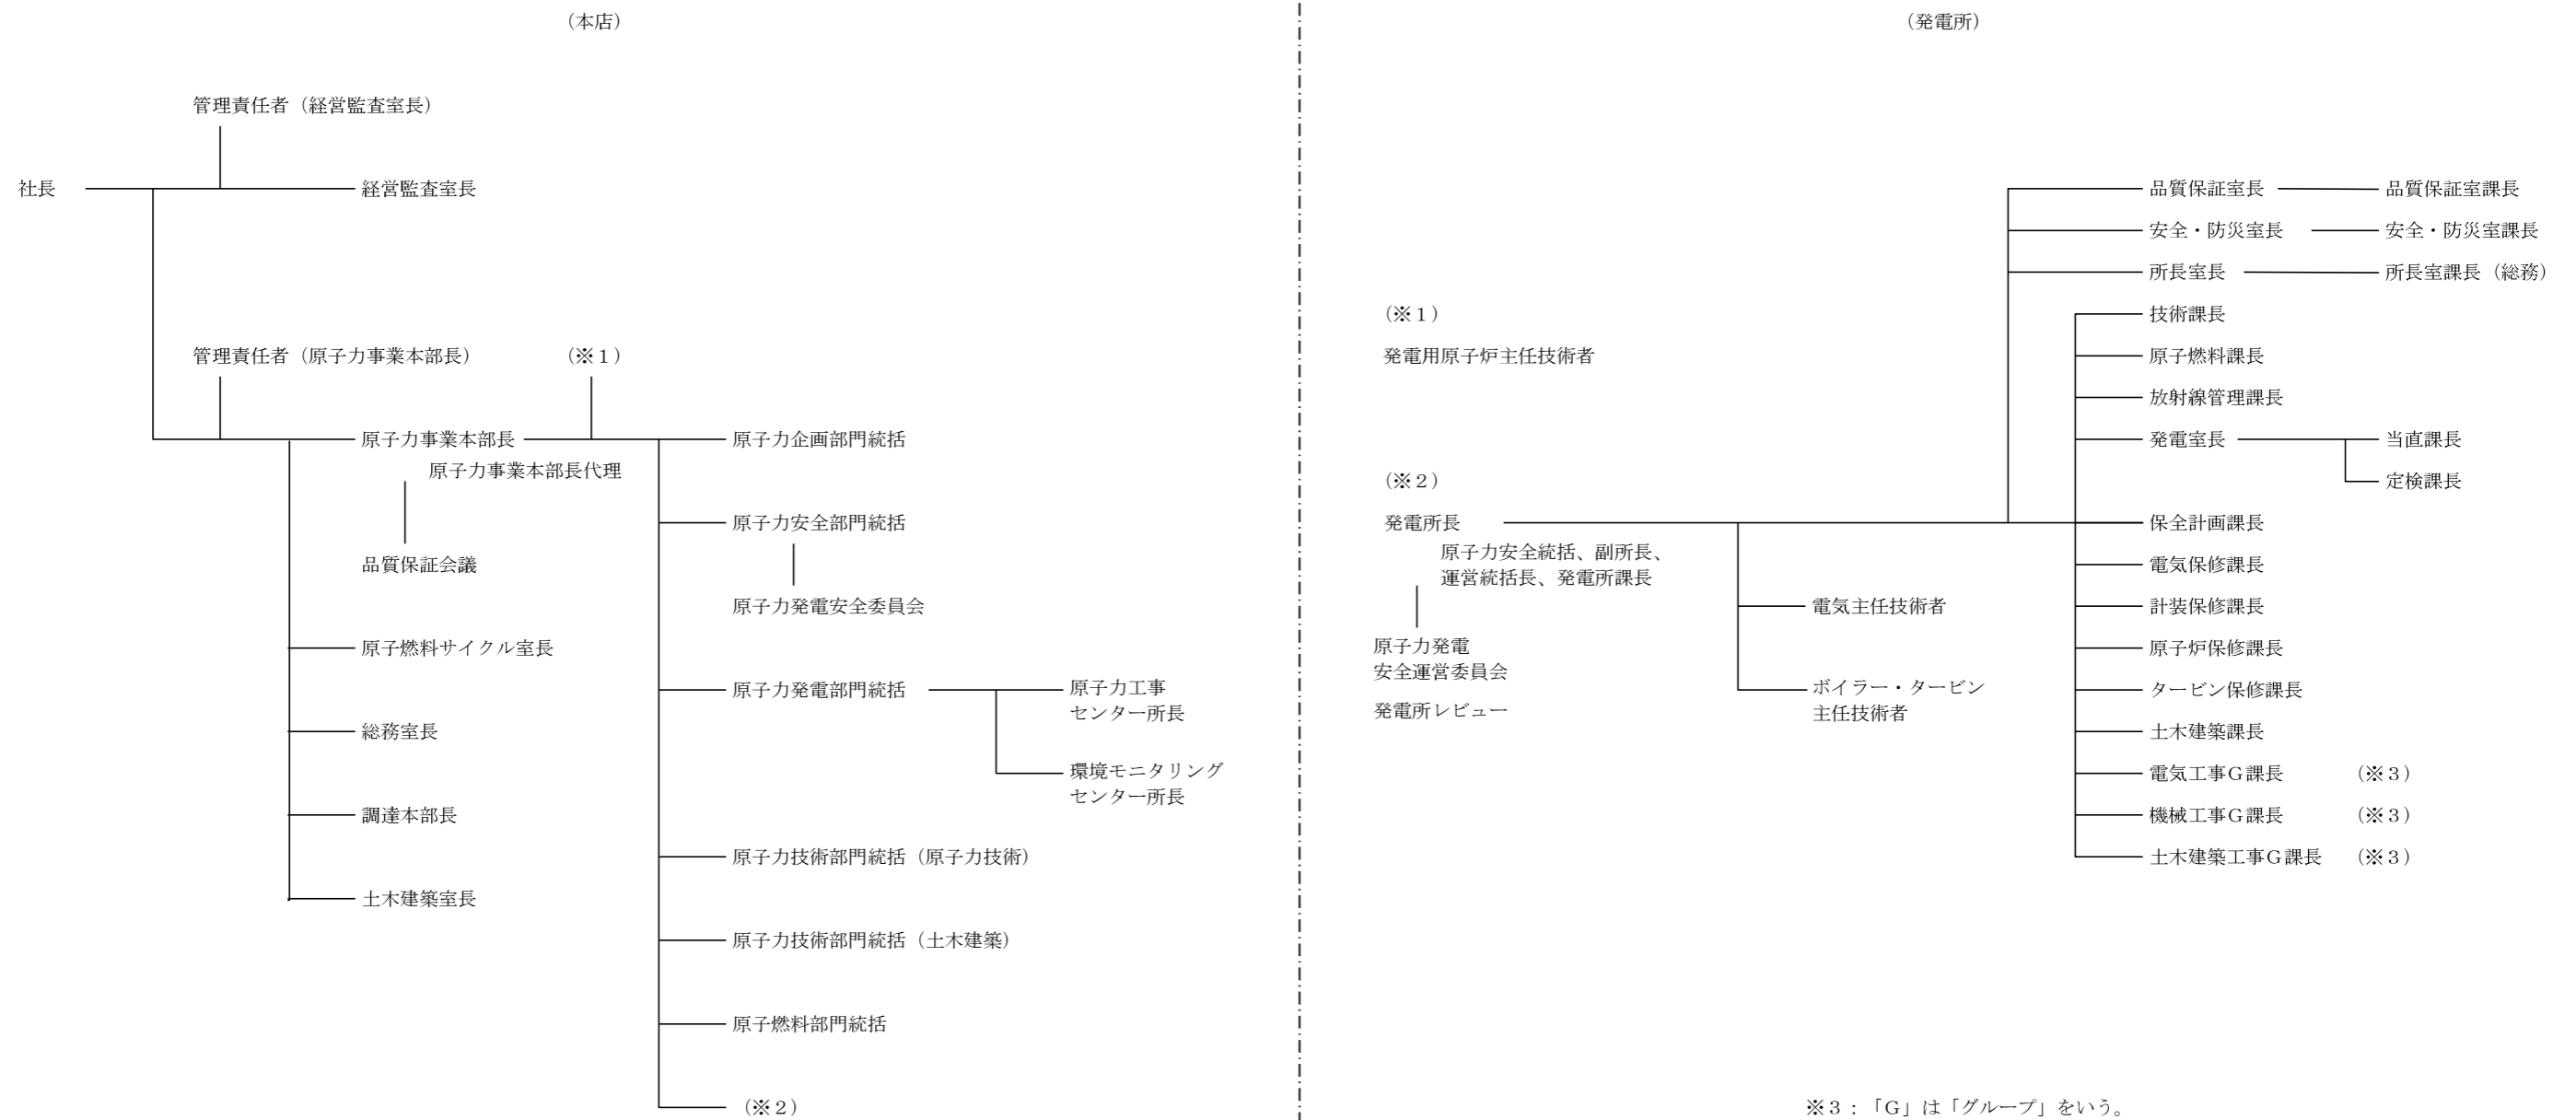 （本店）
管理責任者（経営監査室長）
社長
経営監査室長
管理責任者（原子力事業本部長）
（※１）
原子力事業本部長
原子力事業本部長代理
品質保証会議
原子燃料サイクル室長
総務室長
調達本部長
土木建築室長
原子力企画部門統括
原子力安全部門統括
原子力発電安全委員会
原子力発電部門統括
原子力工事
センター所長
環境モニタリング
センター所長
原子力技術部門統括（原子力技術）
原子力技術部門統括（土木建築）
原子燃料部門統括
（※２）
（発電所）
（※１）
発電用原子炉主任技術者
（※２）
発電所長
原子力安全統括、副所長、
運営統括長、発電所課長
原子力発電
安全運営委員会
発電所レビュー
電気主任技術者
ボイラー・タービン
主任技術者
品質保証室長
品質保証室課長
安全・防災室長
安全・防災室課長
所長室長
所長室課長（総務）
技術課長
原子燃料課長
放射線管理課長
発電室長
当直課長
定検課長
保全計画課長
電気保修課長
計装保修課長
原子炉保修課長
タービン保修課長
土木建築課長
電気工事Ｇ課長 （※３）
機械工事Ｇ課長 （※３）
土木建築工事Ｇ課長 （※３）
※３：「Ｇ」は「グループ」をいう。